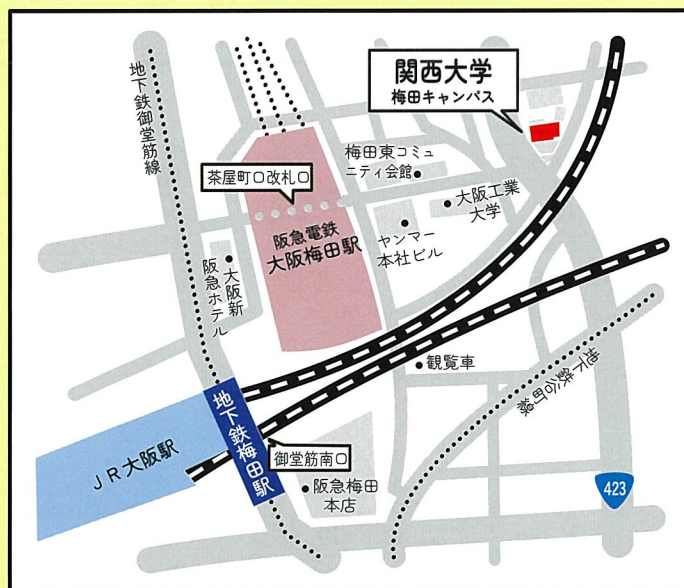 関西大学
梅田キャンパス
地下鉄御堂筋線
茶屋町口改札口
梅田東コミュ
ニティ会館
大阪工業
大学
阪急電鉄
大阪梅田駅
ヤンマー
本社ビル
大阪新
阪急ホテル
観覧車
地下鉄谷町線
地下鉄梅田駅
JR大阪駅
御堂筋南口
阪急梅田
本店
423